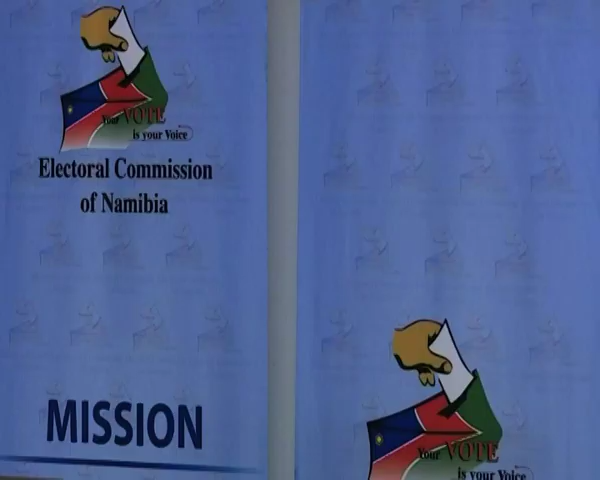 Your VOTE
is your Voice
Electoral Commission
of Namibia
MISSION
Your VOTE
is your Voice